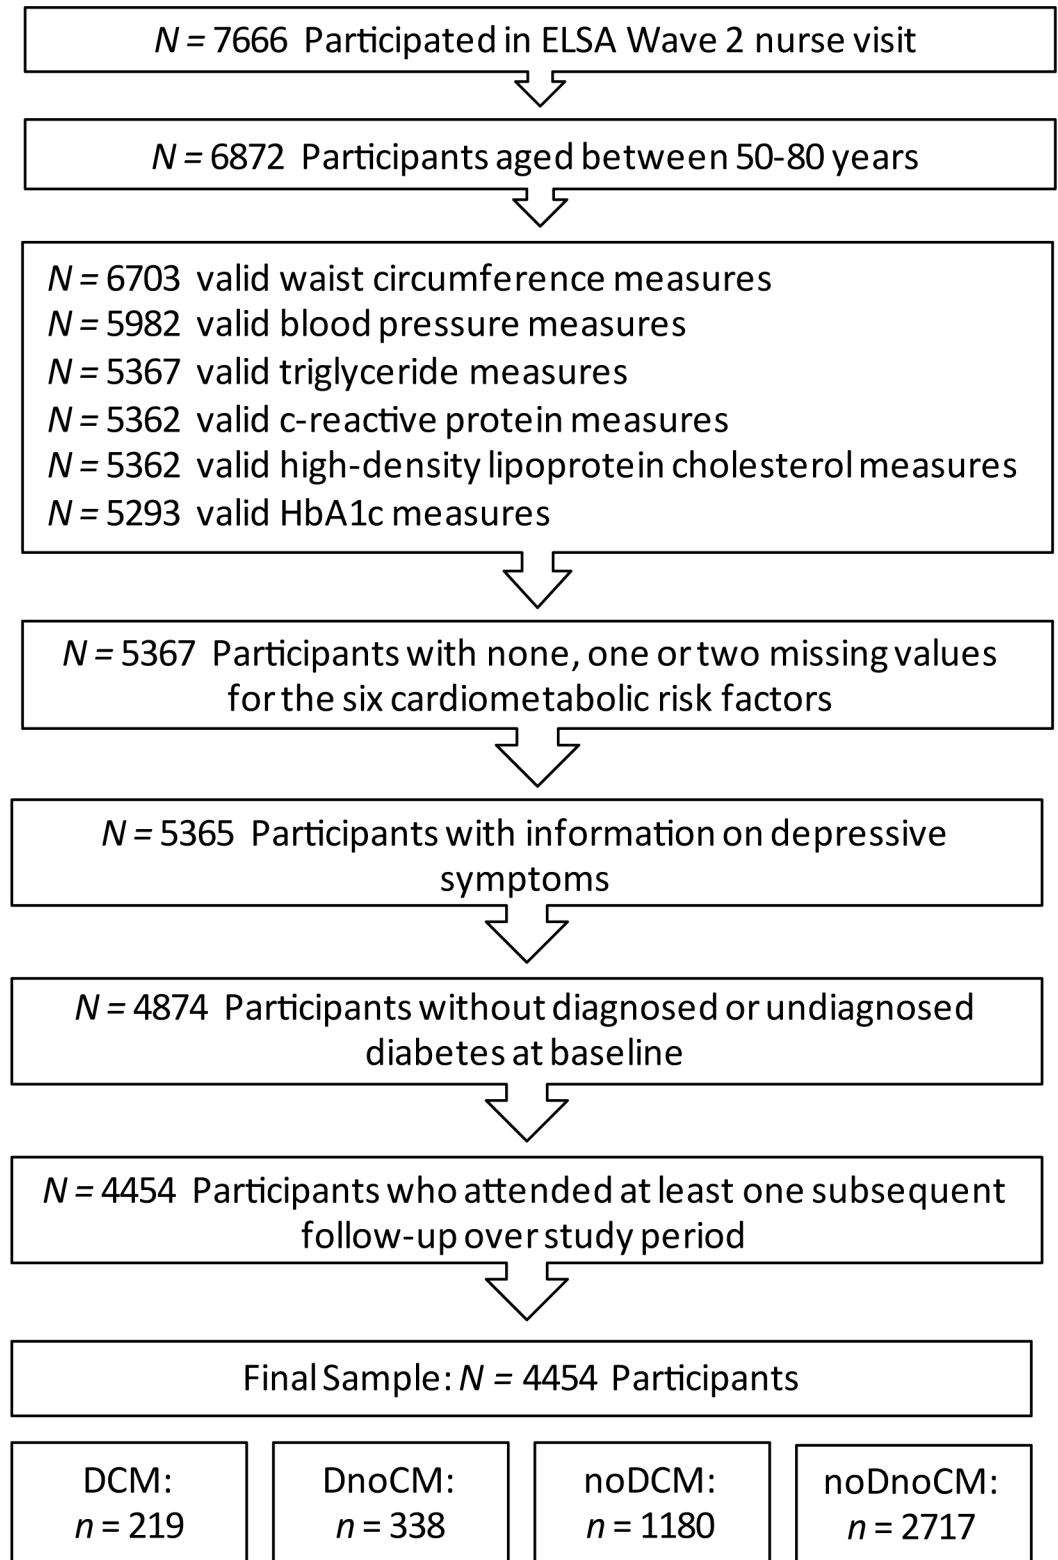 N = 7666 Participated in ELSA Wave 2 nurse visit
N = 6872 Participants aged between 50-80 years
N = 6703 valid waist circumference measures
N = 5982 valid blood pressure measures
N = 5367 valid triglyceride measures
N = 5362 valid c-reactive protein measures
N = 5362 valid high-density lipoprotein cholesterol measures
N = 5293 valid HbA1c measures
N = 5367 Participants with none, one or two missing values
for the six cardiometabolic risk factors
N = 5365 Participants with information on depressive
symptoms
N = 4874 Participants without diagnosed or undiagnosed
diabetes at baseline
N = 4454 Participants who attended at least one subsequent
follow-up over study period
Final Sample: N = 4454 Participants
DCM:
n = 219
DnoCM:
n = 338
noDCM:
n = 1180
noDnoCM:
n = 2717